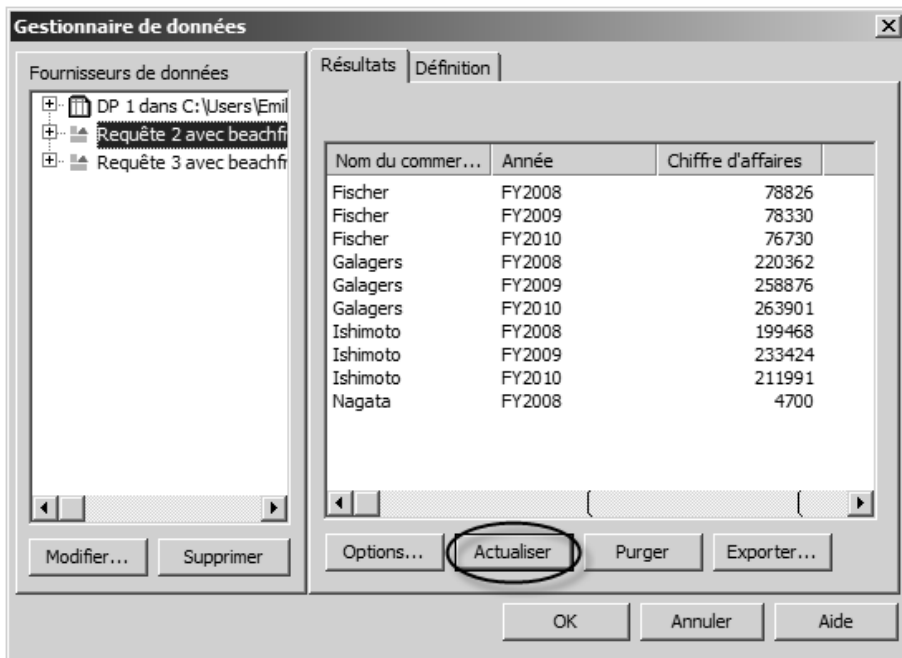 Gestionnaire de données
Fournisseurs de données
DP 1 dans C:\Users\Emil
Requête 2 avec beachfr
Requête 3 avec beachfr
Modifier...
Supprimer
Résultats
Définition
Nom du commer... Année Chiffre d'affaires
Fischer FY2008 78826
Fischer FY2009 78330
Fischer FY2010 76730
Galagers FY2008 220362
Galagers FY2009 258876
Galagers FY2010 263901
Ishimoto FY2008 199468
Ishimoto FY2009 233424
Ishimoto FY2010 211991
Nagata FY2008 4700
Options...
Actualiser
Purger
Exporter...
OK
Annuler
Aide